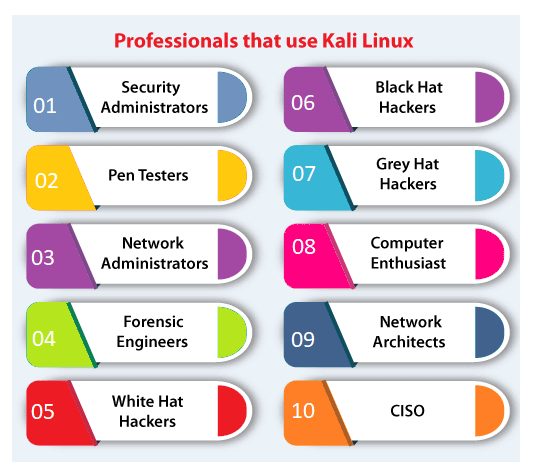 Professionals that use Kali Linux
01
Security
Administrators
02
Pen Testers
03
Network
Administrators
04
Forensic
Engineers
05
White Hat
Hackers
06
Black Hat
Hackers
07
Grey Hat
Hackers
08
Computer
Enthusiast
09
Network
Architects
10
CISO